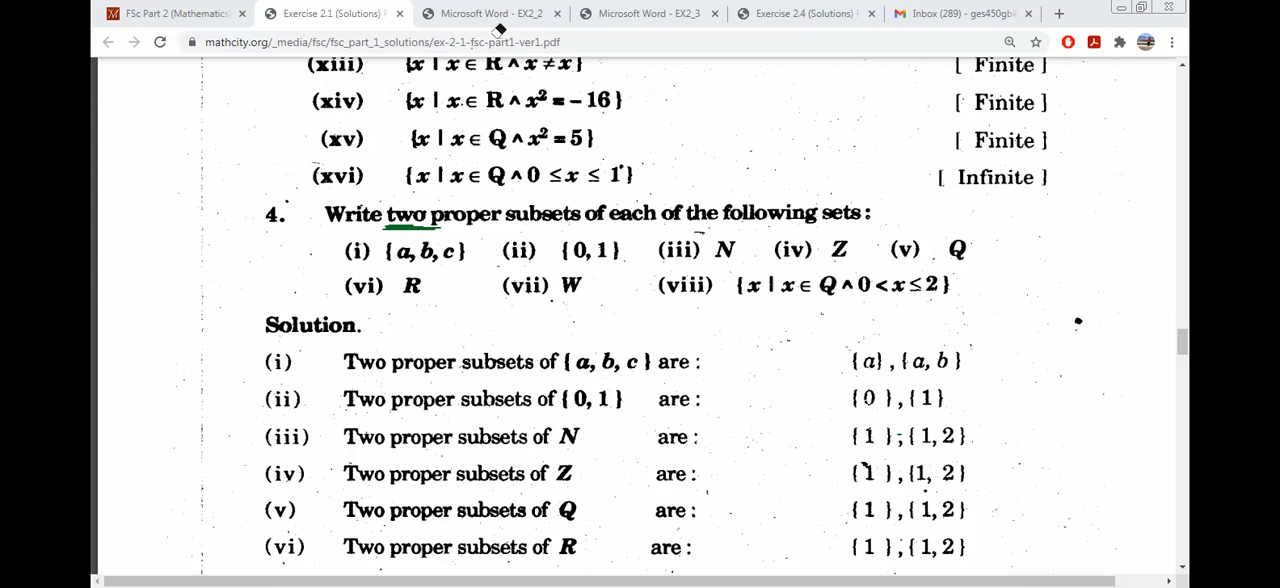 FSc Part 2 (Mathematics) Exercise 2.1 (Solutions) F Microsoft Word - EX2_2 Microsoft Word - EX2_3 Exercise 2.4 (Solutions) F Inbox (289) - ges450gb@
mathcity.org/_media/fsc/fsc_part_1_solutions/ex-2-1-fsc-part1-ver1.pdf
(xiii) {x | x ∈ R ∧ x ≠ x} [ Finite ]
(xiv) {x | x ∈ R ∧ x² = – 16 } [ Finite ]
(xv) {x | x ∈ Q ∧ x² = 5 } [ Finite ]
(xvi) { x | x ∈ Q ∧ 0 ≤ x ≤ 1 } [ Infinite ]
4. Write two proper subsets of each of the following sets :
(i) { a, b, c } (ii) { 0, 1 } (iii) N (iv) Z (v) Q
(vi) R (vii) W (viii) { x | x ∈ Q ∧ 0 < x ≤ 2 }
Solution.
(i) Two proper subsets of { a, b, c } are : { a} , { a, b }
(ii) Two proper subsets of { 0, 1 } are : { 0 } , { 1 }
(iii) Two proper subsets of N are : { 1 } , { 1, 2 }
(iv) Two proper subsets of Z are : { 1 } , {1, 2 }
(v) Two proper subsets of Q are : { 1 } , { 1, 2 }
(vi) Two proper subsets of R are : { 1 } , { 1, 2 }